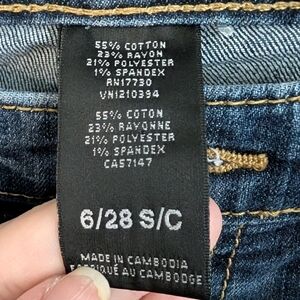 55% COTTON
23% RAYON
21% POLYESTER
1% SPANDEX
RN17730
VN1210394
55% COTON
23% RAYONNE
21% POLYESTER
1% SPANDEX
CA57147
6/28 S/C
MADE IN CAMBODIA
FABRIQUÉ AU CAMBODGE